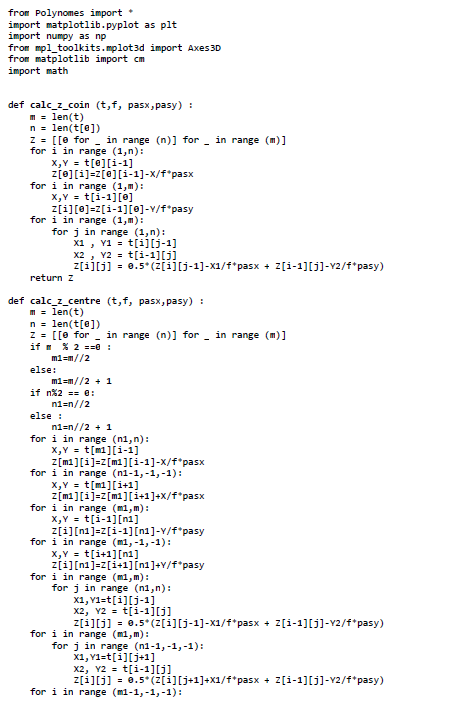 from Polynomes import *
import matplotlib.pyplot as plt
import numpy as np
from mpl_toolkits.mplot3d import Axes3D
from matplotlib import cm
import math
def calc_z_coin (t,f, pasx,pasy) :
    m = len(t)
    n = len(t[0])
    Z = [[0 for _ in range (n)] for _ in range (m)]
    for i in range (1,n):
        X,Y = t[0][i-1]
        Z[0][i]=Z[0][i-1]-X/f*pasx
    for i in range (1,m):
        X,Y = t[i-1][0]
        Z[i][0]=Z[i-1][0]-Y/f*pasy
    for i in range (1,m):
        for j in range (1,n):
            X1 , Y1 = t[i][j-1]
            X2 , Y2 = t[i-1][j]
            Z[i][j] = 0.5*(Z[i][j-1]-X1/f*pasx + Z[i-1][j]-Y2/f*pasy)
    return Z
def calc_z_centre (t,f, pasx,pasy) :
    m = len(t)
    n = len(t[0])
    Z = [[0 for _ in range (n)] for _ in range (m)]
    if m  % 2 ==0 :
        m1=m//2
    else:
        m1=m//2 + 1
    if n%2 == 0:
        n1=n//2
    else :
        n1=n//2 + 1
    for i in range (n1,n):
        X,Y = t[m1][i-1]
        Z[m1][i]=Z[m1][i-1]-X/f*pasx
    for i in range (n1-1,-1,-1):
        X,Y = t[m1][i+1]
        Z[m1][i]=Z[m1][i+1]+X/f*pasx
    for i in range (m1,m):
        X,Y = t[i-1][n1]
        Z[i][n1]=Z[i-1][n1]-Y/f*pasy
    for i in range (m1,-1,-1):
        X,Y = t[i+1][n1]
        Z[i][n1]=Z[i+1][n1]+Y/f*pasy
    for i in range (m1,m):
        for j in range (n1,n):
            X1,Y1=t[i][j-1]
            X2, Y2 = t[i-1][j]
            Z[i][j] = 0.5*(Z[i][j-1]-X1/f*pasx + Z[i-1][j]-Y2/f*pasy)
    for i in range (m1,m):
        for j in range (n1-1,-1,-1):
            X1,Y1=t[i][j+1]
            X2, Y2 = t[i-1][j]
            Z[i][j] = 0.5*(Z[i][j+1]+X1/f*pasx + Z[i-1][j]-Y2/f*pasy)
    for i in range (m1-1,-1,-1):